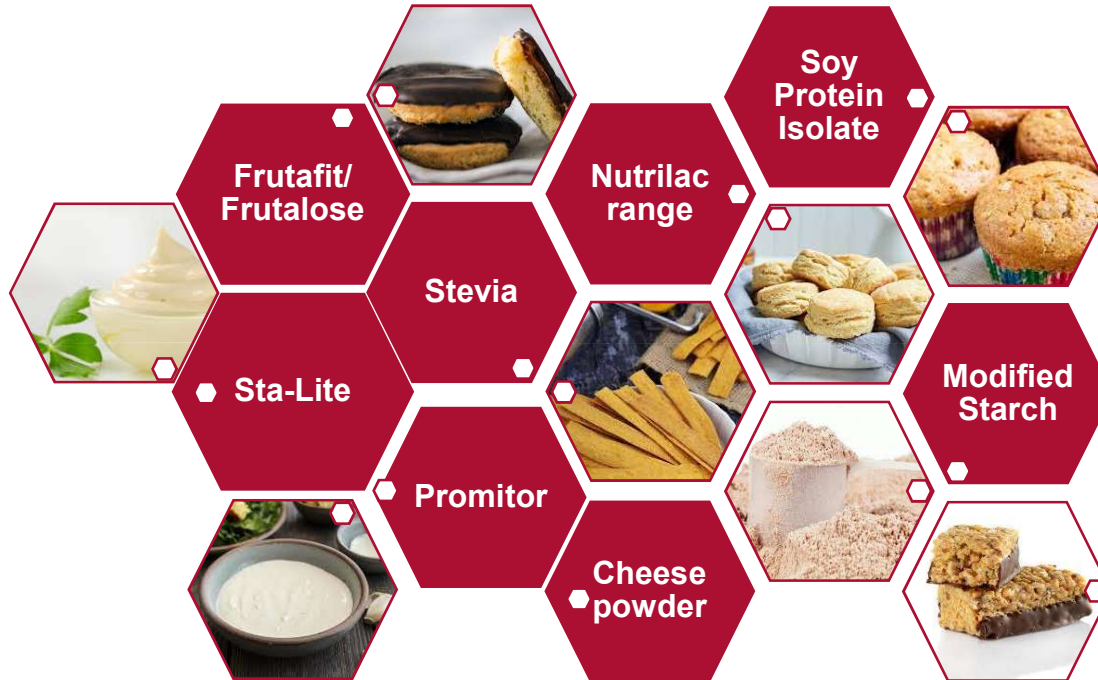 Soy
Protein
Isolate
Frutafit/
Frutalose
Nutrilac
range
Stevia
Sta-Lite
Modified
Starch
Promitor
Cheese
powder